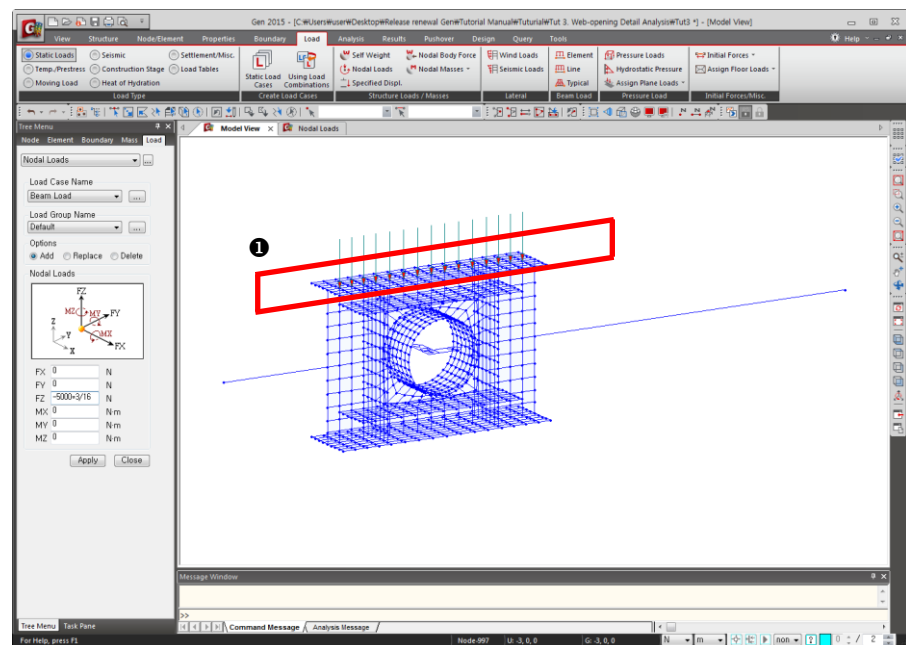 Gen 2015 - [C:₩Users₩user₩Desktop₩Release renewal Gen₩Tutorial Manual₩Tuturial₩Tut 3. Web-opening Detail Analysis₩Tut3 *] - [Model View]
View Structure Node/Element Properties Boundary Load Analysis Results Pushover Design Query Tools Help
Static Loads Seismic Settlement/Misc. Self Weight Nodal Body Force Wind Loads Element Pressure Loads Initial Forces
Temp./Prestress Construction Stage Load Tables Nodal Loads Nodal Masses Seismic Loads Line Hydrostatic Pressure Assign Floor Loads
Moving Load Heat of Hydration Static Load Cases Using Load Combinations Specified Displ. Typical Assign Plane Loads
Load Type Create Load Cases Structure Loads / Masses Lateral Beam Load Pressure Load Initial Forces/Misc.
Tree Menu
Model View Nodal Loads
Node Element Boundary Mass Load
Nodal Loads ...
Load Case Name
Beam Load ...
Load Group Name
Default ...
Options
Add Replace Delete
Nodal Loads
FZ
MZ MY FY
Z Y MX
X FX
FX 0 N
FY 0 N
FZ -5000*3/16 N
MX 0 N·m
MY 0 N·m
MZ 0 N·m
Apply Close
❶
Message Window
>>
Tree Menu Task Pane
Command Message Analysis Message
For Help, press F1 Node-997 U: -3, 0, 0 G: -3, 0, 0 N m non ? 0 / 2